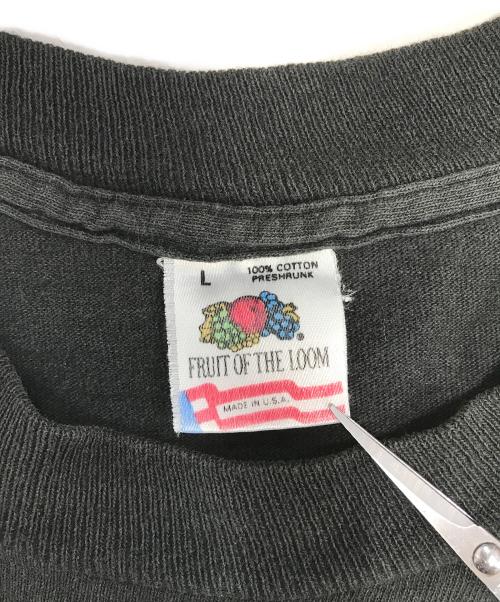 L
100% COTTON
PRESHRUNK
®
FRUIT OF THE LOOM
MADE IN U.S.A.